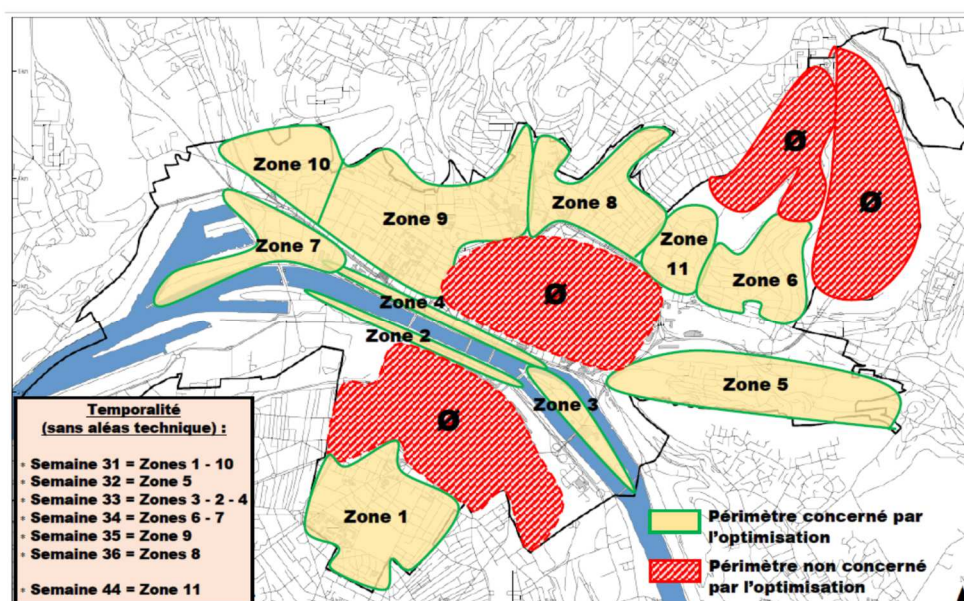 Zone 10
Zone 9
Zone 8
Zone 7
Zone
11
Zone 6
Ø
Ø
Ø
Zone 4
Zone 2
Zone 5
Zone 3
Ø
Zone 1
Temporalité
(sans aléas technique) :
* Semaine 31 = Zones 1 - 10
* Semaine 32 = Zone 5
* Semaine 33 = Zones 3 - 2 - 4
* Semaine 34 = Zones 6 - 7
* Semaine 35 = Zone 9
* Semaine 36 = Zones 8
* Semaine 44 = Zone 11
Périmètre concerné par
l'optimisation
Périmètre non concerné
par l'optimisation